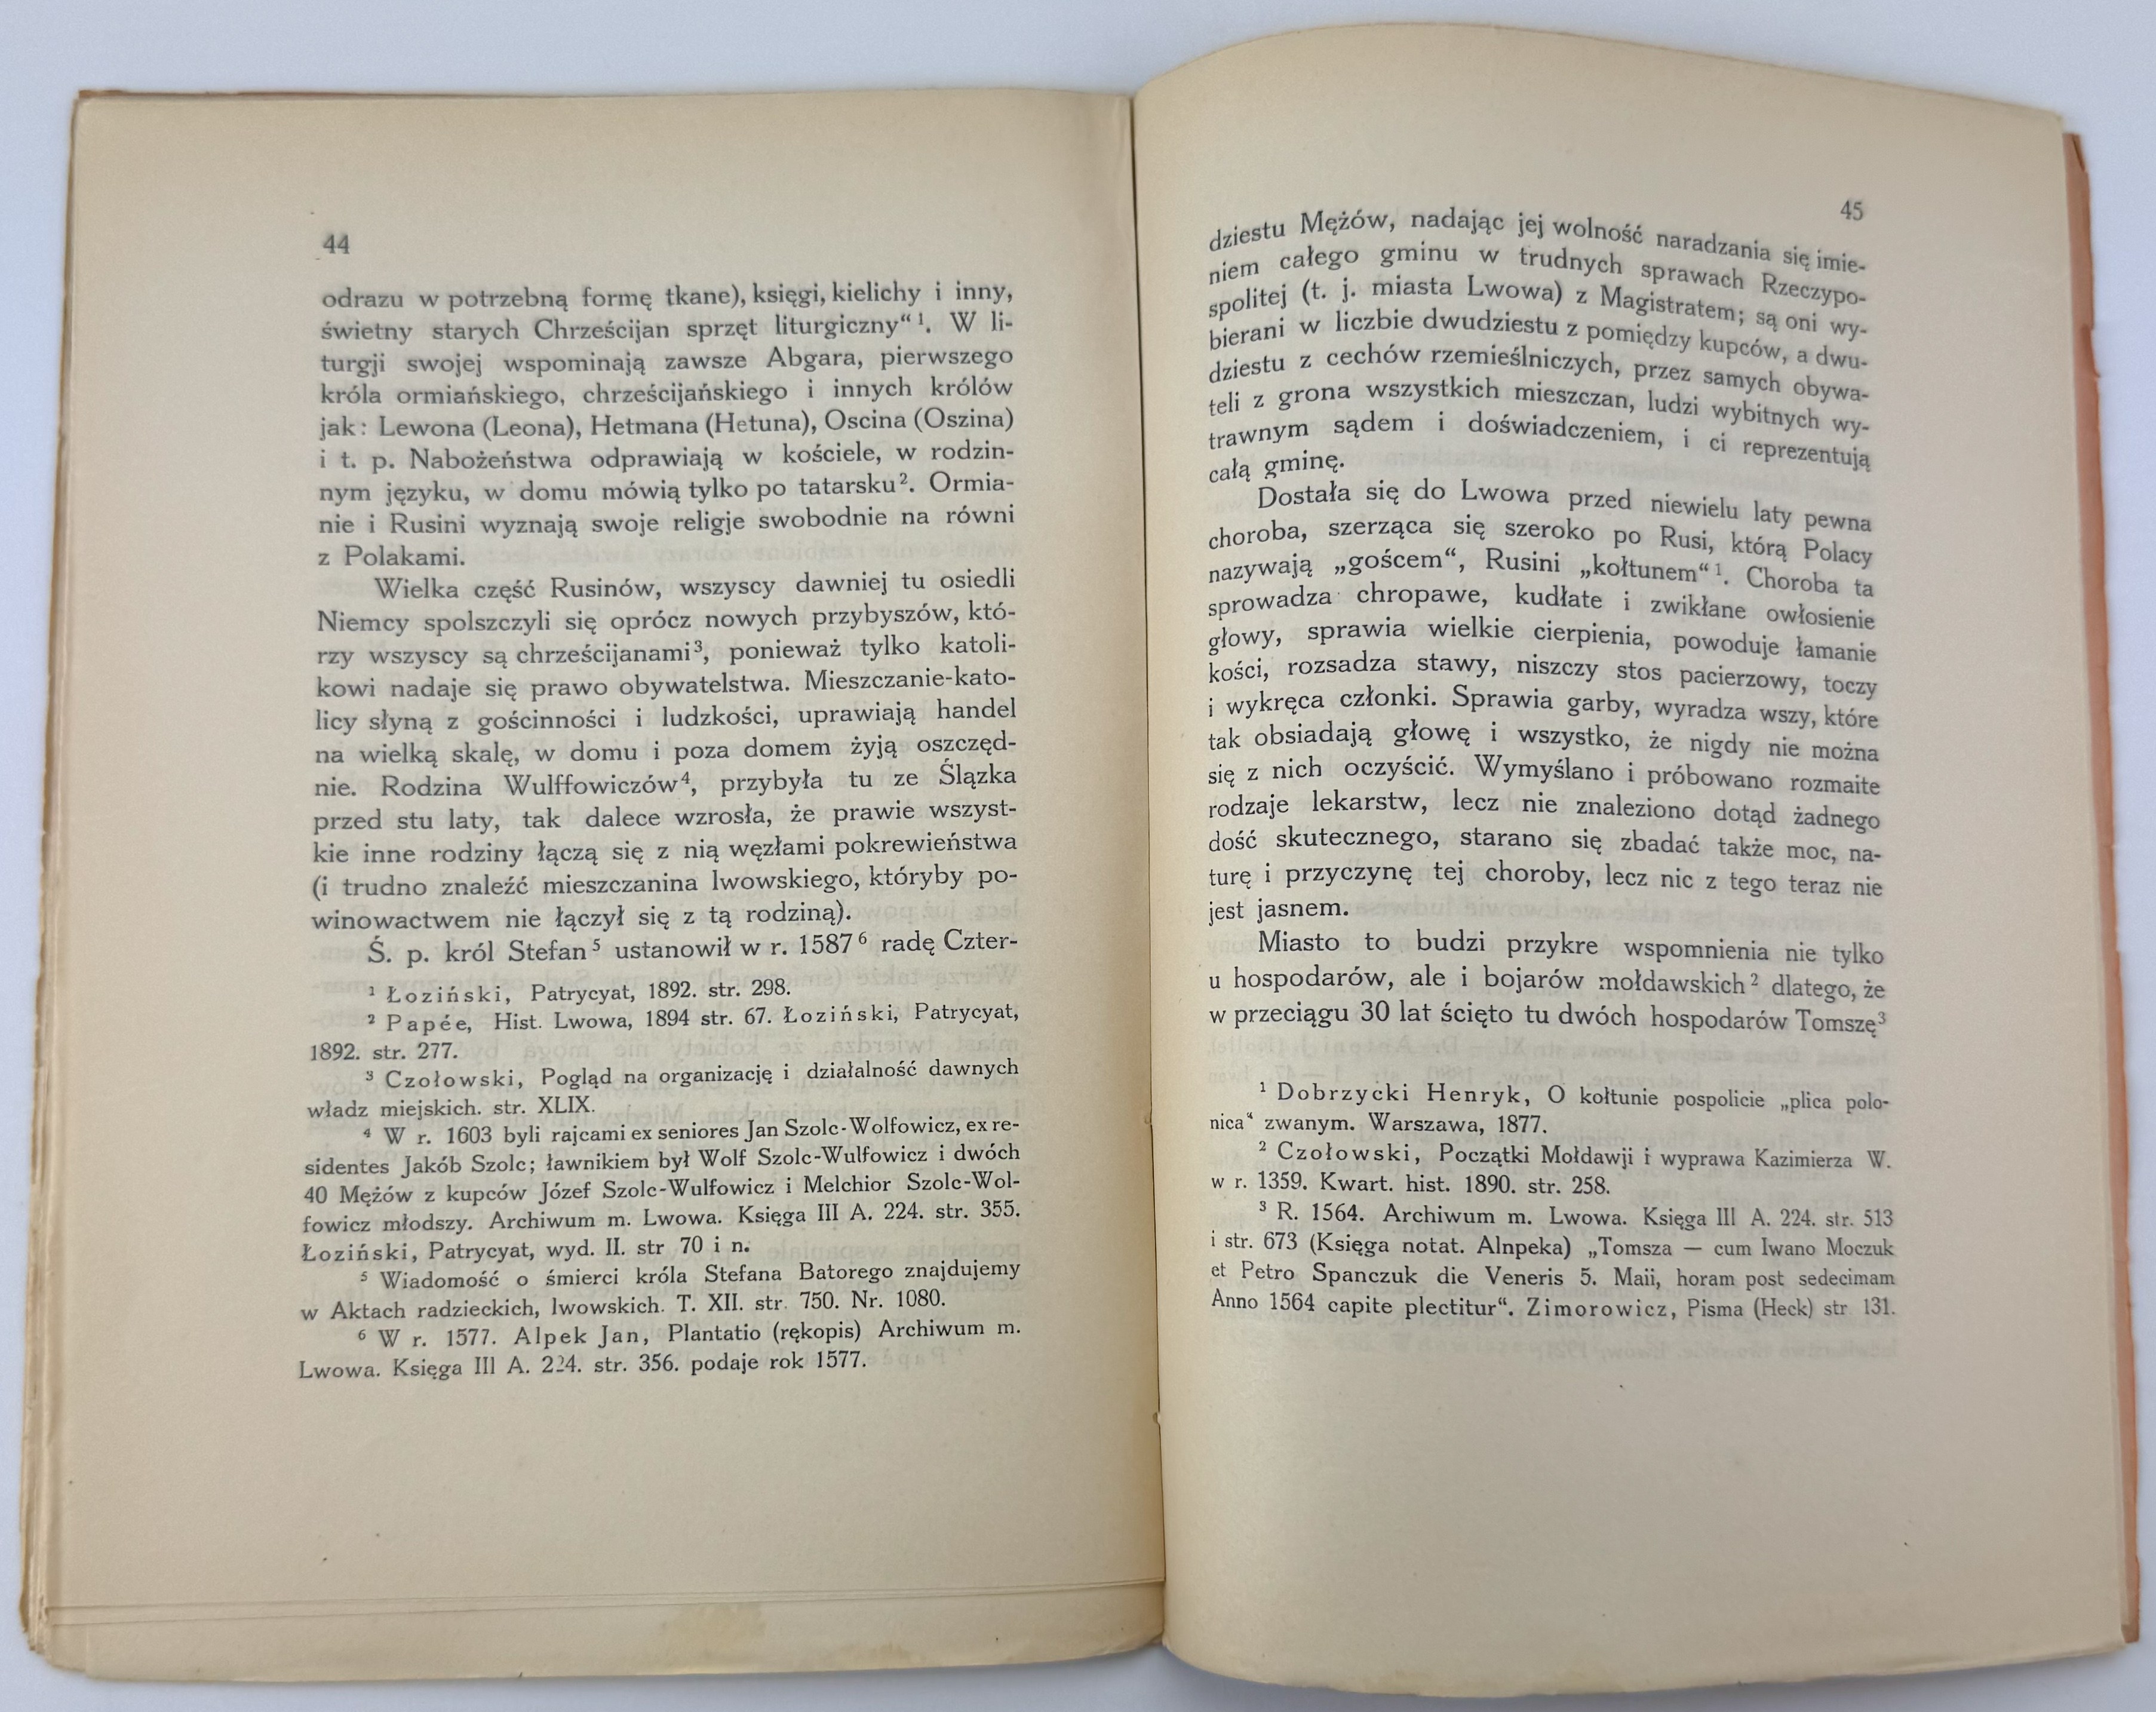 44
odrazu w potrzebną formę tkane), księgi, kielichy i inny,
świetny starych Chrześcijan sprzęt liturgiczny“ ¹. W li-
turgji swojej wspominają zawsze Abgara, pierwszego
króla ormiańskiego, chrześcijańskiego i innych królów
jak: Lewona (Leona), Hetmana (Hetuna), Oscina (Oszina)
i t. p. Nabożeństwa odprawiają w kościele, w rodzin-
nym języku, w domu mówią tylko po tatarsku². Ormia-
nie i Rusini wyznają swoje religje swobodnie na równi
z Polakami.
Wielka część Rusinów, wszyscy dawniej tu osiedli
Niemcy spolszczyli się oprócz nowych przybyszów, któ-
rzy wszyscy są chrześcijanami³, ponieważ tylko katoli-
kowi nadaje się prawo obywatelstwa. Mieszczanie-kato-
licy słyną z gościnności i ludzkości, uprawiają handel
na wielką skalę, w domu i poza domem żyją oszczęd-
nie. Rodzina Wulffowiczów⁴, przybyła tu ze Ślązka
przed stu laty, tak dalece wzrosła, że prawie wszyst-
kie inne rodziny łączą się z nią węzłami pokrewieństwa
(i trudno znaleźć mieszczanina lwowskiego, któryby po-
winowactwem nie łączył się z tą rodziną).
Ś. p. król Stefan⁵ ustanowił w r. 1587⁶ radę Czter-
¹ Łoziński, Patrycyat, 1892. str. 298.
² Papée, Hist. Lwowa, 1894 str. 67. Łoziński, Patrycyat,
1892. str. 277.
³ Czołowski, Pogląd na organizację i działalność dawnych
władz miejskich. str. XLIX.
⁴ W r. 1603 byli rajcami ex seniores Jan Szolc-Wolfowicz, ex re-
sidentes Jakób Szolc; ławnikiem był Wolf Szolc-Wulfowicz i dwóch
40 Mężów z kupców Józef Szolc-Wulfowicz i Melchior Szolc-Wol-
fowicz młodszy. Archiwum m. Lwowa. Księga III A. 224. str. 355.
Łoziński, Patrycyat, wyd. II. str 70 i n.
⁵ Wiadomość o śmierci króla Stefana Batorego znajdujemy
w Aktach radzieckich, lwowskich. T. XII. str. 750. Nr. 1080.
⁶ W r. 1577. Alpek Jan, Plantatio (rękopis) Archiwum m.
Lwowa. Księga III A. 224. str. 356. podaje rok 1577.
45
dziestu Mężów, nadając jej wolność naradzania się imie-
niem całego gminu w trudnych sprawach Rzeczypo-
spolitej (t. j. miasta Lwowa) z Magistratem; są oni wy-
bierani w liczbie dwudziestu z pomiędzy kupców, a dwu-
dziestu z cechów rzemieślniczych, przez samych obywa-
teli z grona wszystkich mieszczan, ludzi wybitnych wy-
trawnym sądem i doświadczeniem, i ci reprezentują
całą gminę.
Dostała się do Lwowa przed niewielu laty pewna
choroba, szerząca się szeroko po Rusi, którą Polacy
nazywają „gośćem“, Rusini „kołtunem“ ¹. Choroba ta
sprowadza chropawe, kudłate i zwikłane owłosienie
głowy, sprawia wielkie cierpienia, powoduje łamanie
kości, rozsadza stawy, niszczy stos pacierzowy, toczy
i wykręca członki. Sprawia garby, wyradza wszy, które
tak obsiadają głowę i wszystko, że nigdy nie można
się z nich oczyścić. Wymyślano i próbowano rozmaite
rodzaje lekarstw, lecz nie znaleziono dotąd żadnego
dość skutecznego, starano się zbadać także moc, na-
turę i przyczynę tej choroby, lecz nic z tego teraz nie
jest jasnem.
Miasto to budzi przykre wspomnienia nie tylko
u hospodarów, ale i bojarów mołdawskich² dlatego, że
w przeciągu 30 lat ścięto tu dwóch hospodarów Tomszę³
¹ Dobrzycki Henryk, O kołtunie pospolicie „plica polo-
nica“ zwanym. Warszawa, 1877.
² Czołowski, Początki Mołdawji i wyprawa Kazimierza W.
w r. 1359. Kwart. hist. 1890. str. 258.
³ R. 1564. Archiwum m. Lwowa. Księga III A. 224. str. 513
i str. 673 (Księga notat. Alnpeka) „Tomsza — cum Iwano Moczuk
et Petro Spanczuk die Veneris 5. Maii, horam post sedecimam
Anno 1564 capite plectitur“. Zimorowicz, Pisma (Heck) str 131.